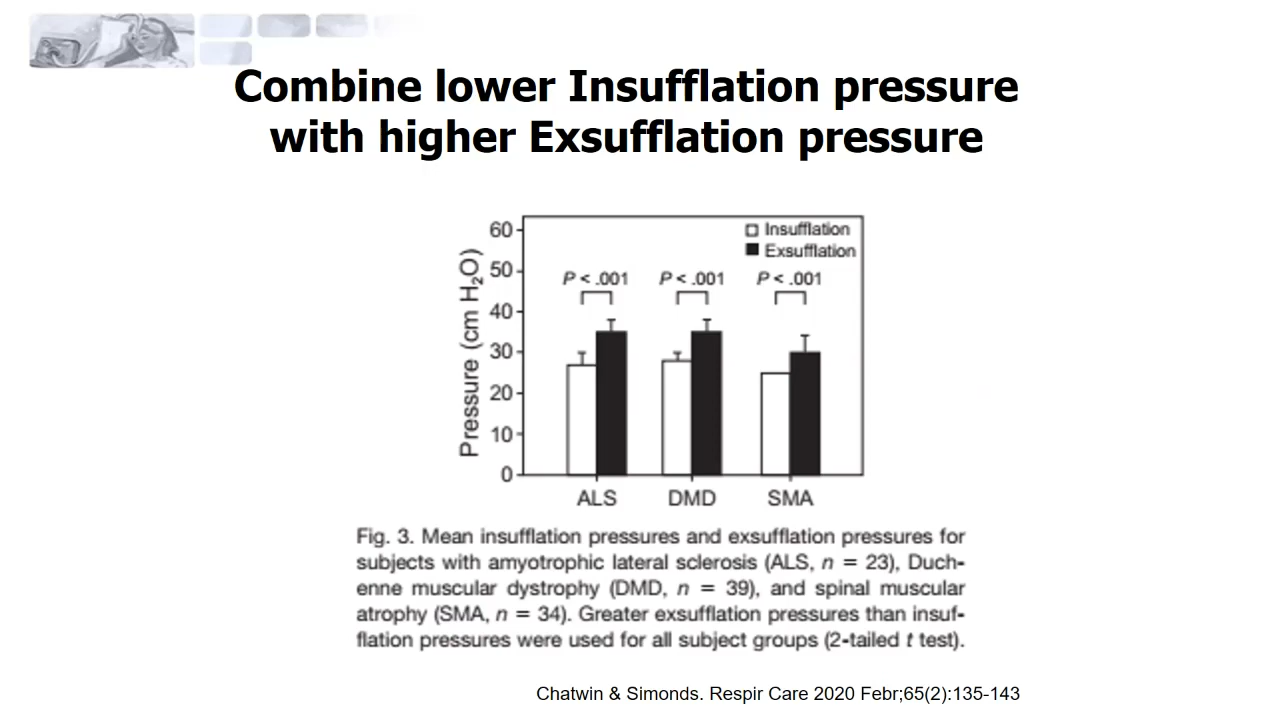 Combine lower Insufflation pressure
with higher Exsufflation pressure
Pressure (cm H₂O)
60
50
40
30
20
10
0
Insufflation
Exsufflation
P < .001
P < .001
P < .001
ALS
DMD
SMA
Fig. 3. Mean insufflation pressures and exsufflation pressures for
subjects with amyotrophic lateral sclerosis (ALS, n = 23), Duch-
enne muscular dystrophy (DMD, n = 39), and spinal muscular
atrophy (SMA, n = 34). Greater exsufflation pressures than insuf-
flation pressures were used for all subject groups (2-tailed t test).
Chatwin & Simonds. Respir Care 2020 Febr;65(2):135-143